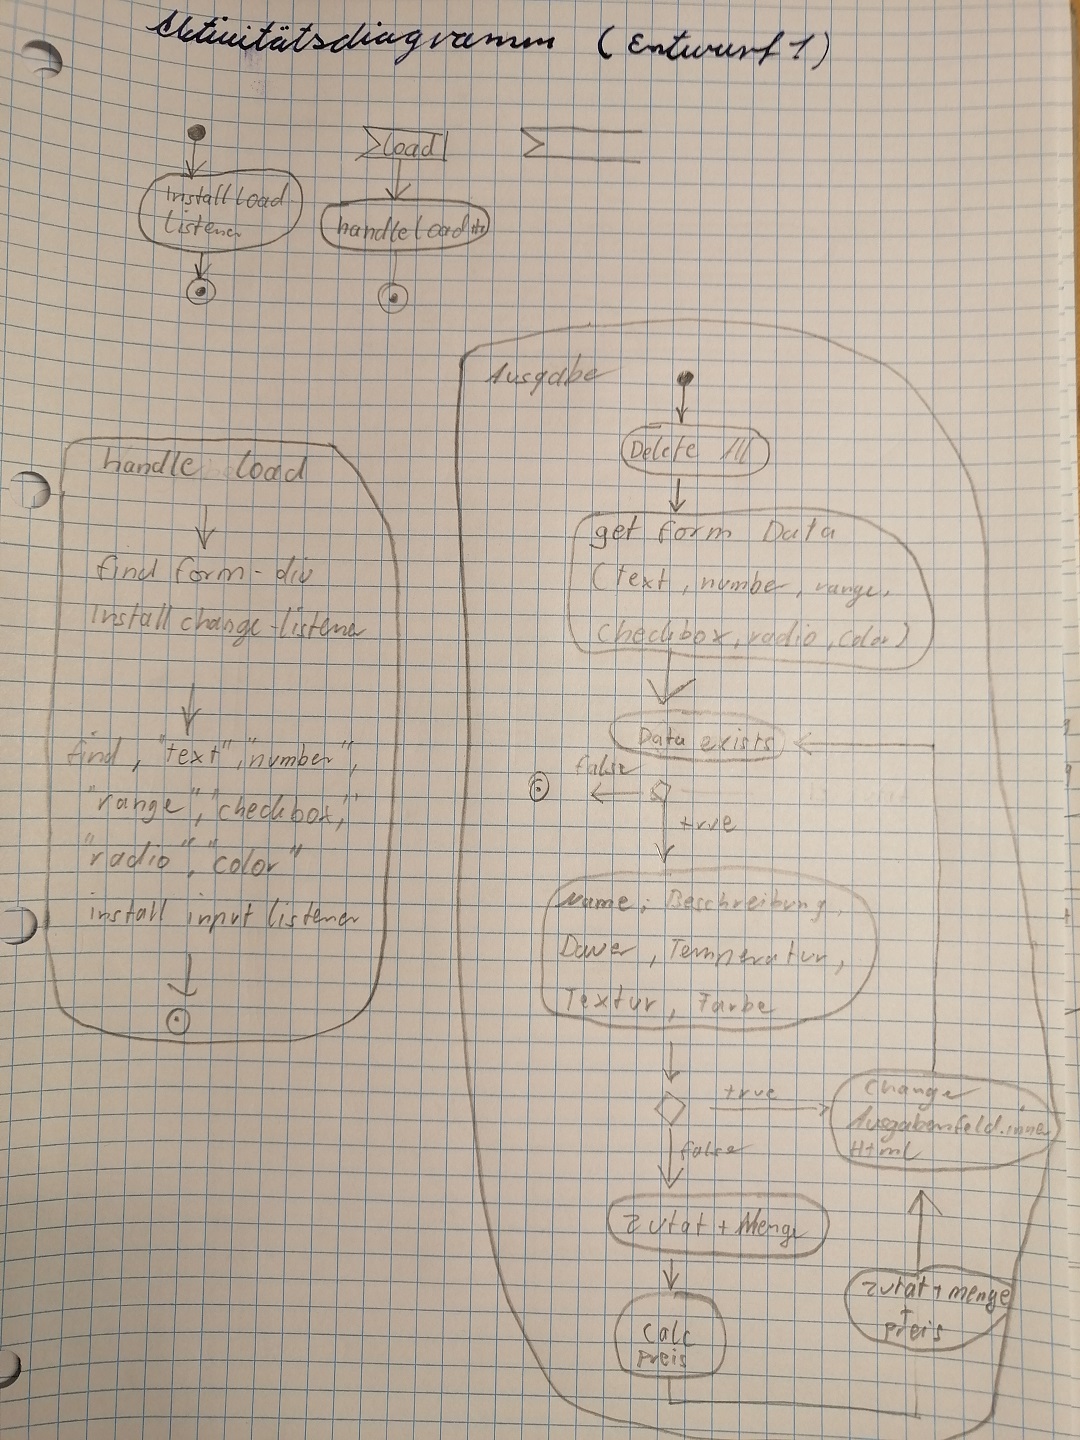 Aktivitätsdiagramm (Entwurf 1)
load
Install Load
Listener
handle load
Ausgabe
Delete
handle load
get form Data
(text, number, range,
checkbox, radio, color)
find form-div
Install change-listener
Data exists
false
true
find, "text", "number",
"range", "checkbox",
"radio", "color"
install input listener
Name, Beschreibung,
Dauer, Temperatur,
Textur, Farbe
true
Change
Ausgabenfeld.inner
Html
false
Zutat + Menge
Zutat + menge
+
preis
Calc
preis